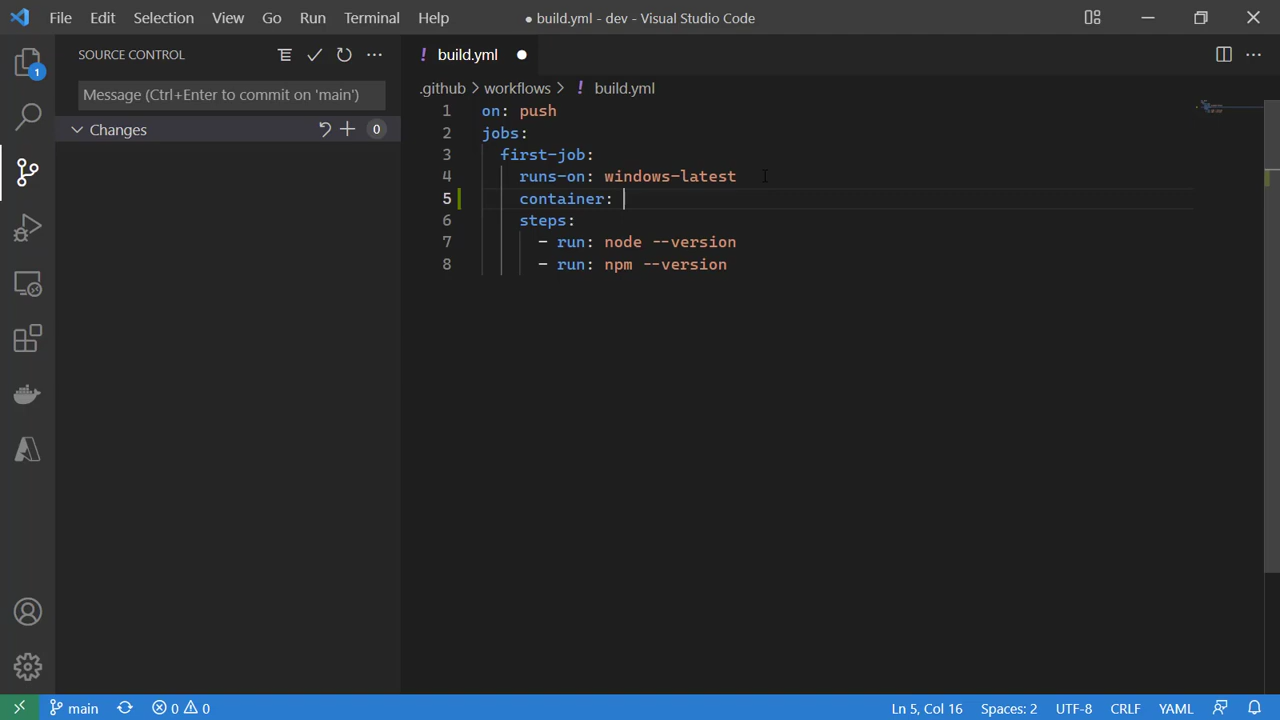 File Edit Selection View Go Run Terminal Help
● build.yml - dev - Visual Studio Code
SOURCE CONTROL
Message (Ctrl+Enter to commit on 'main')
Changes 0
1
! build.yml ●
.github > workflows > ! build.yml
1 on: push
2 jobs:
3 first-job:
4 runs-on: windows-latest
5 container:
6 steps:
7 - run: node --version
8 - run: npm --version
main 0 0 Ln 5, Col 16 Spaces: 2 UTF-8 CRLF YAML